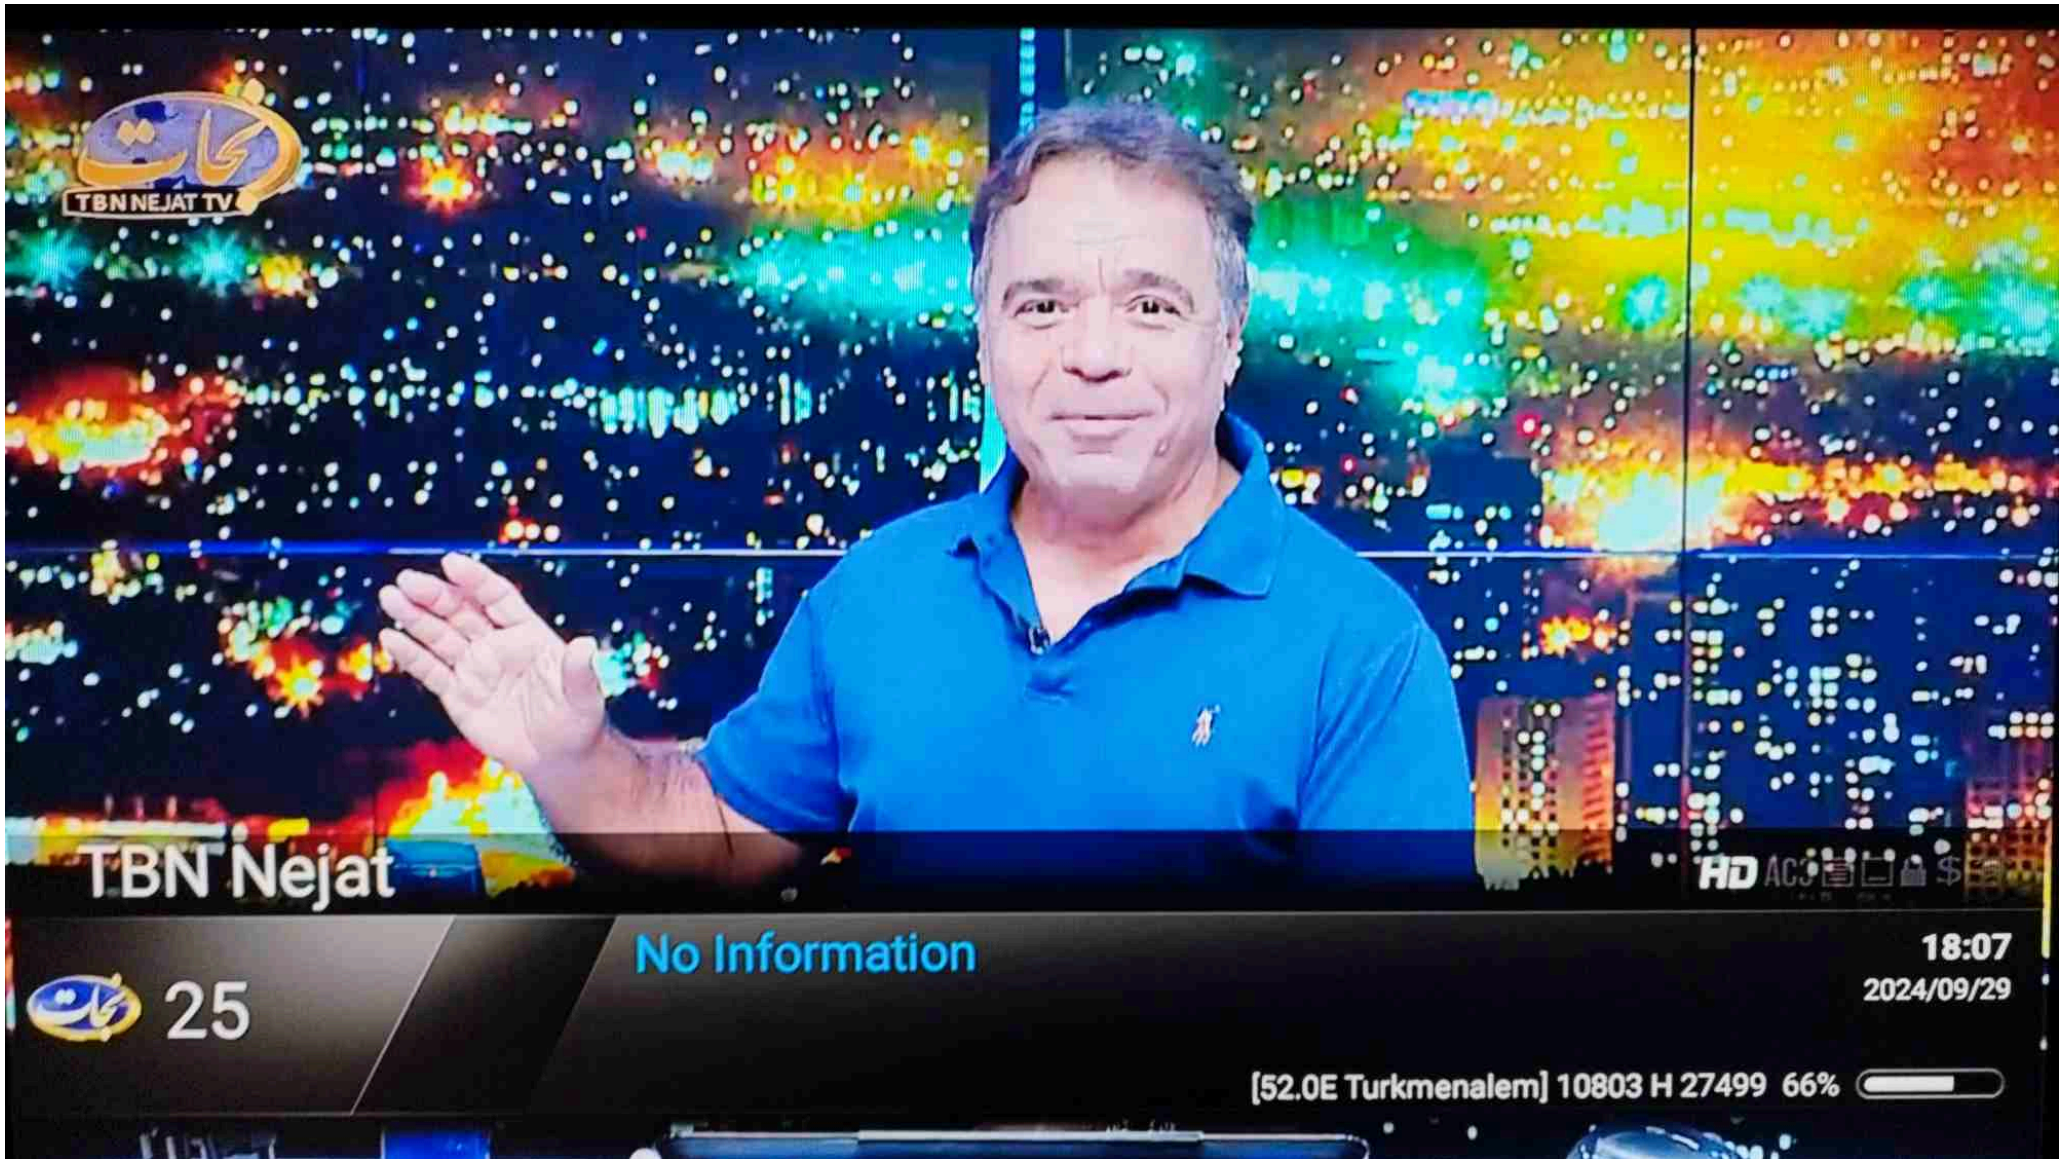 نجات
TBN NEJAT TV
TBN Nejat
HD AC3
No Information
18:07
2024/09/29
نجات
25
[52.0E Turkmenalem] 10803 H 27499 66%